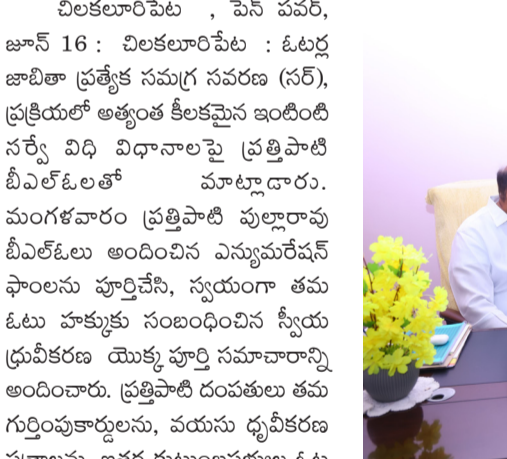 చిలకలూరిపేట , పెన్ పవర్,
జూన్ 16 : చిలకలూరిపేట : ఓటర్ల
జాబితా ప్రత్యేక సమగ్ర సవరణ (సర్),
ప్రక్రియలో అత్యంత కీలకమైన ఇంటింటి
సర్వే విధి విధానాలపై ప్రత్తిపాటి
బీఎల్ఓలతో మాట్లాడారు.
మంగళవారం ప్రత్తిపాటి పుల్లారావు
బీఎల్ఓలు అందించిన ఎన్యుమరేషన్
ఫాంలను పూర్తిచేసి, స్వయంగా తమ
ఓటు హక్కుకు సంబంధించిన స్వీయ
ధ్రువీకరణ యొక్క పూర్తి సమాచారాన్ని
అందించారు. ప్రత్తిపాటి దంపతులు తమ
గుర్తింపుకార్డులను, వయసు ధృవీకరణ